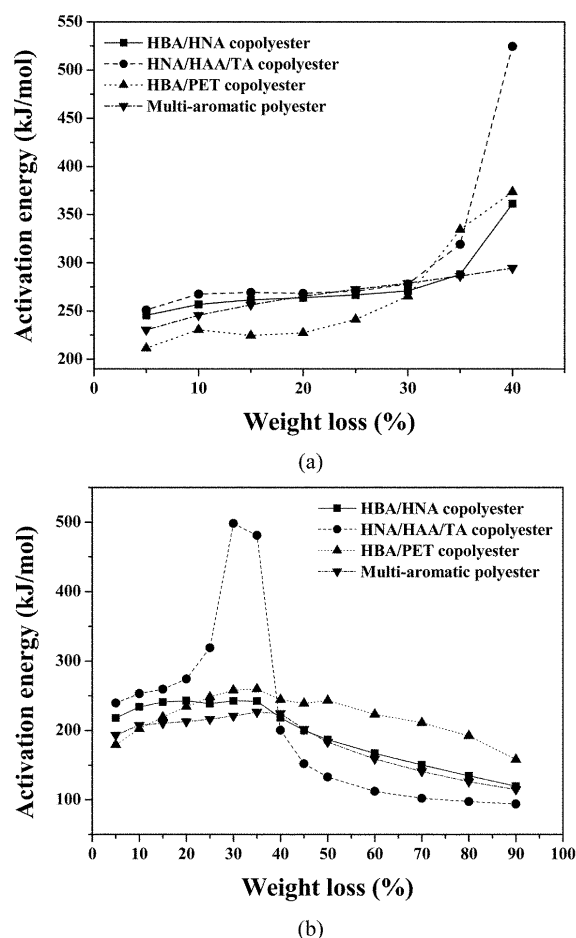 550
500
450
400
350
300
250
200
Activation energy (kJ/mol)
HBA/HNA copolyester
HNA/HAA/TA copolyester
HBA/PET copolyester
Multi-aromatic polyester
0 10 20 30 40
Weight loss (%)
(a)
500
400
300
200
100
Activation energy (kJ/mol)
HBA/HNA copolyester
HNA/HAA/TA copolyester
HBA/PET copolyester
Multi-aromatic polyester
0 10 20 30 40 50 60 70 80 90 100
Weight loss (%)
(b)